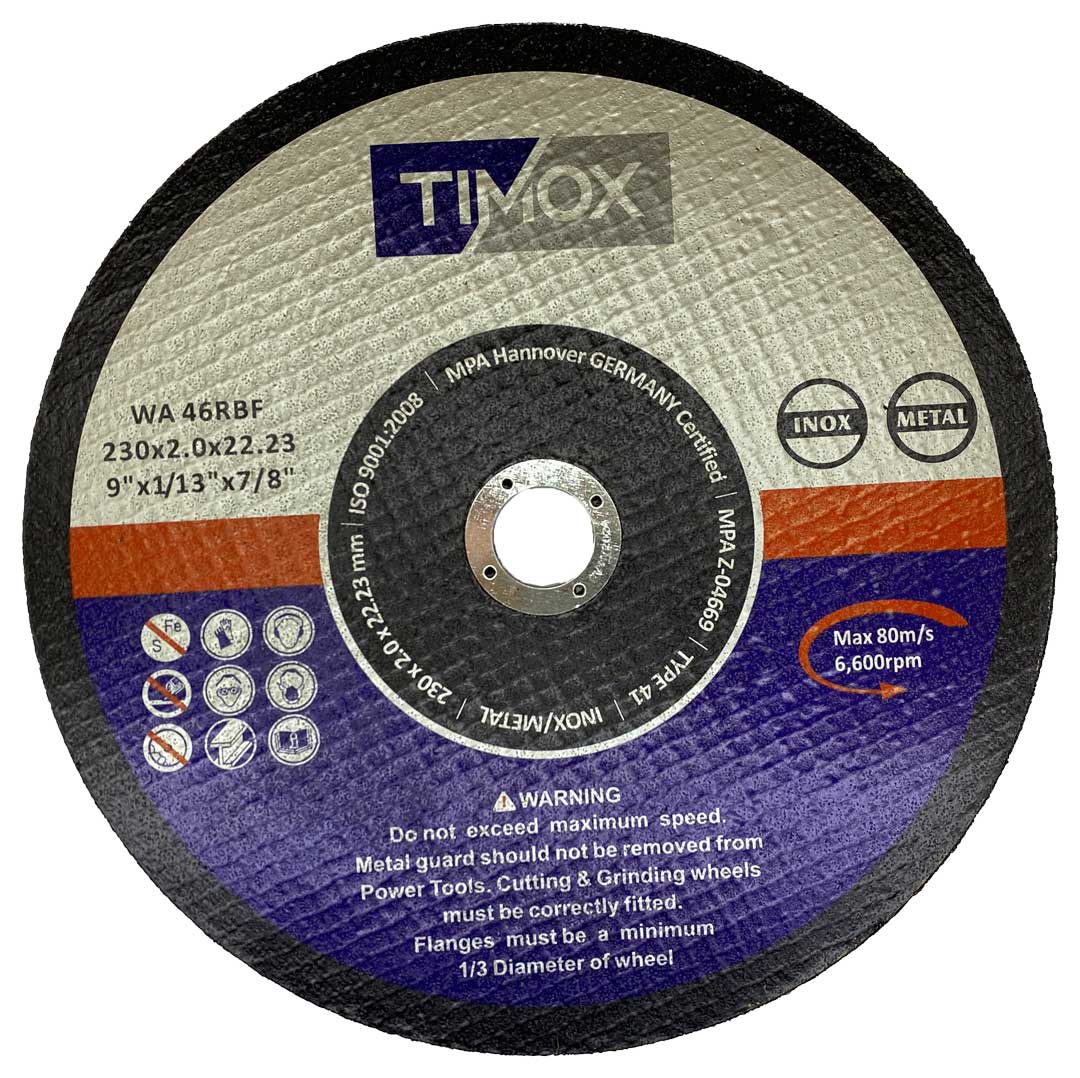 TIMOX
MPA Hannover GERMANY Certified | MPA Z-04669 | TYPE 41 | INOX/METAL | 230 x 2.0 x 22.23 mm | ISO 9001:2008 |
WA 46RBF
230x2.0x22.23
9"x1/13"x7/8"
INOX
METAL
Fe
S
Max 80m/s
6,600rpm
WARNING
Do not exceed maximum speed.
Metal guard should not be removed from
Power Tools. Cutting & Grinding wheels
must be correctly fitted.
Flanges must be a minimum
1/3 Diameter of wheel